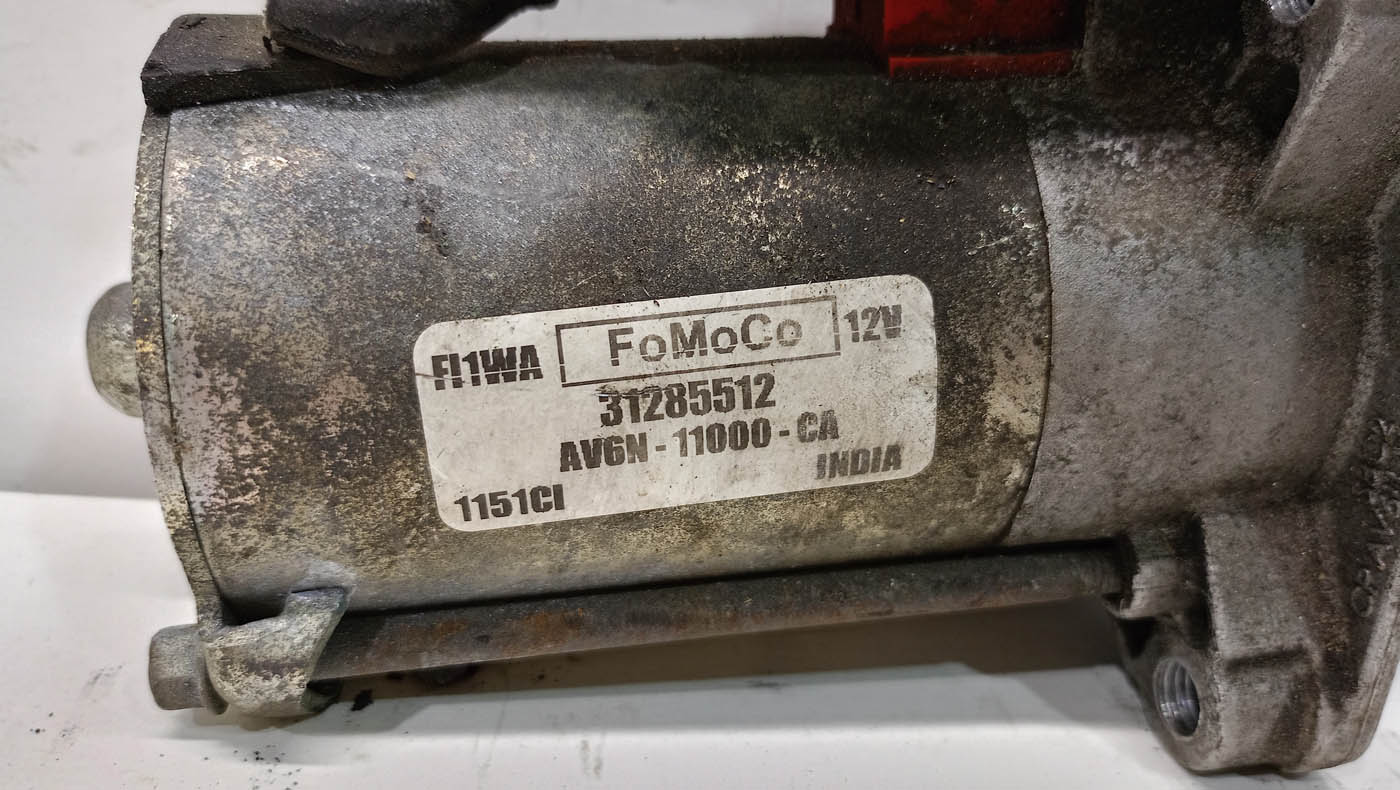 FI1WA FoMoCo 12V
31285512
AV6N - 11000 - CA
INDIA
1151CI